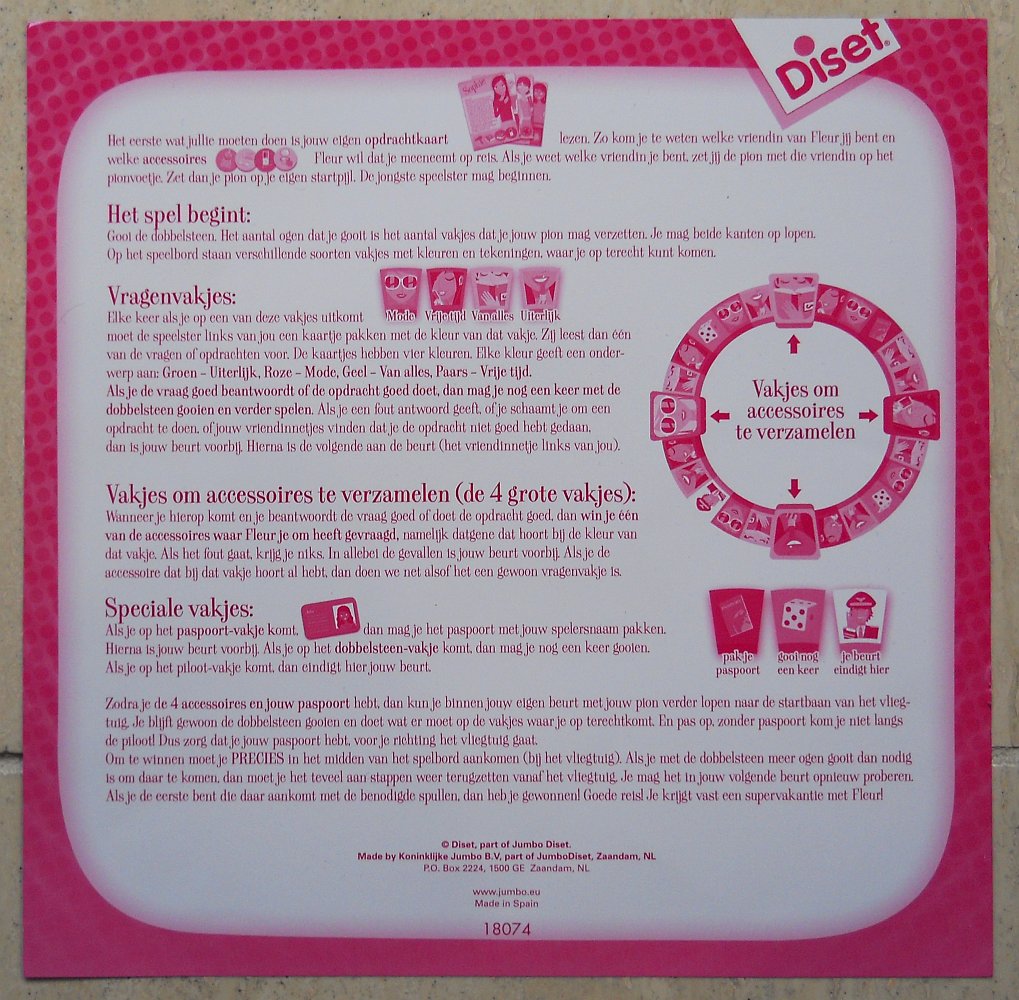 Diset
Sophie
Het eerste wat jullie moeten doen is jouw eigen opdrachtkaart lezen. Zo kom je te weten welke vriendin van Fleur jij bent en
welke accessoires Fleur wil dat je meeneemt op reis. Als je weet welke vriendin je bent, zet jij de pion met die vriendin op het
pionvoetje. Zet dan je pion op je eigen startpijl. De jongste speelster mag beginnen.
Het spel begint:
Gooi de dobbelsteen. Het aantal ogen dat je gooit is het aantal vakjes dat je jouw pion mag verzetten. Je mag beide kanten op lopen.
Op het speelbord staan verschillende soorten vakjes met kleuren en tekeningen, waar je op terecht kunt komen.
Vragenvakjes:
Mode Vrije tijd Van alles Uiterlijk
Elke keer als je op een van deze vakjes uitkomt
moet de speelster links van jou een kaartje pakken met de kleur van dat vakje. Zij leest dan één
van de vragen of opdrachten voor. De kaartjes hebben vier kleuren. Elke kleur geeft een onder-
werp aan: Groen – Uiterlijk, Roze – Mode, Geel – Van alles, Paars – Vrije tijd.
Als je de vraag goed beantwoordt of de opdracht goed doet, dan mag je nog een keer met de
dobbelsteen gooien en verder spelen. Als je een fout antwoord geeft, of je schaamt je om een
opdracht te doen, of jouw vriendinnetjes vinden dat je de opdracht niet goed hebt gedaan,
dan is jouw beurt voorbij. Hierna is de volgende aan de beurt (het vriendinnetje links van jou).
Vakjes om
accessoires
te verzamelen
Vakjes om accessoires te verzamelen (de 4 grote vakjes):
Wanneer je hierop komt en je beantwoordt de vraag goed of doet de opdracht goed, dan win je één
van de accessoires waar Fleur je om heeft gevraagd, namelijk datgene dat hoort bij de kleur van
dat vakje. Als het fout gaat, krijg je niks. In allebei de gevallen is jouw beurt voorbij. Als je de
accessoire dat bij dat vakje hoort al hebt, dan doen we net alsof het een gewoon vragenvakje is.
Speciale vakjes:
Als je op het paspoort-vakje komt, dan mag je het paspoort met jouw spelersnaam pakken.
Hierna is jouw beurt voorbij. Als je op het dobbelsteen-vakje komt, dan mag je nog een keer gooien.
Als je op het piloot-vakje komt, dan eindigt hier jouw beurt.
pak je
paspoort
gooi nog
een keer
je beurt
eindigt hier
Zodra je de 4 accessoires en jouw paspoort hebt, dan kun je binnen jouw eigen beurt met jouw pion verder lopen naar de startbaan van het vlieg-
tuig. Je blijft gewoon de dobbelsteen gooien en doet wat er moet op de vakjes waar je op terechtkomt. En pas op, zonder paspoort kom je niet langs
de piloot! Dus zorg dat je jouw paspoort hebt, voor je richting het vliegtuig gaat.
Om te winnen moet je PRECIES in het midden van het spelbord aankomen (bij het vliegtuig). Als je met de dobbelsteen meer ogen gooit dan nodig
is om daar te komen, dan moet je het teveel aan stappen weer terugzetten vanaf het vliegtuig. Je mag het in jouw volgende beurt opnieuw proberen.
Als je de eerste bent die daar aankomt met de benodigde spullen, dan heb je gewonnen! Goede reis! Je krijgt vast een supervakantie met Fleur!
© Diset, part of Jumbo Diset.
Made by Koninklijke Jumbo B.V, part of JumboDiset, Zaandam, NL
P.O. Box 2224, 1500 GE Zaandam, NL
www.jumbo.eu
Made in Spain
18074